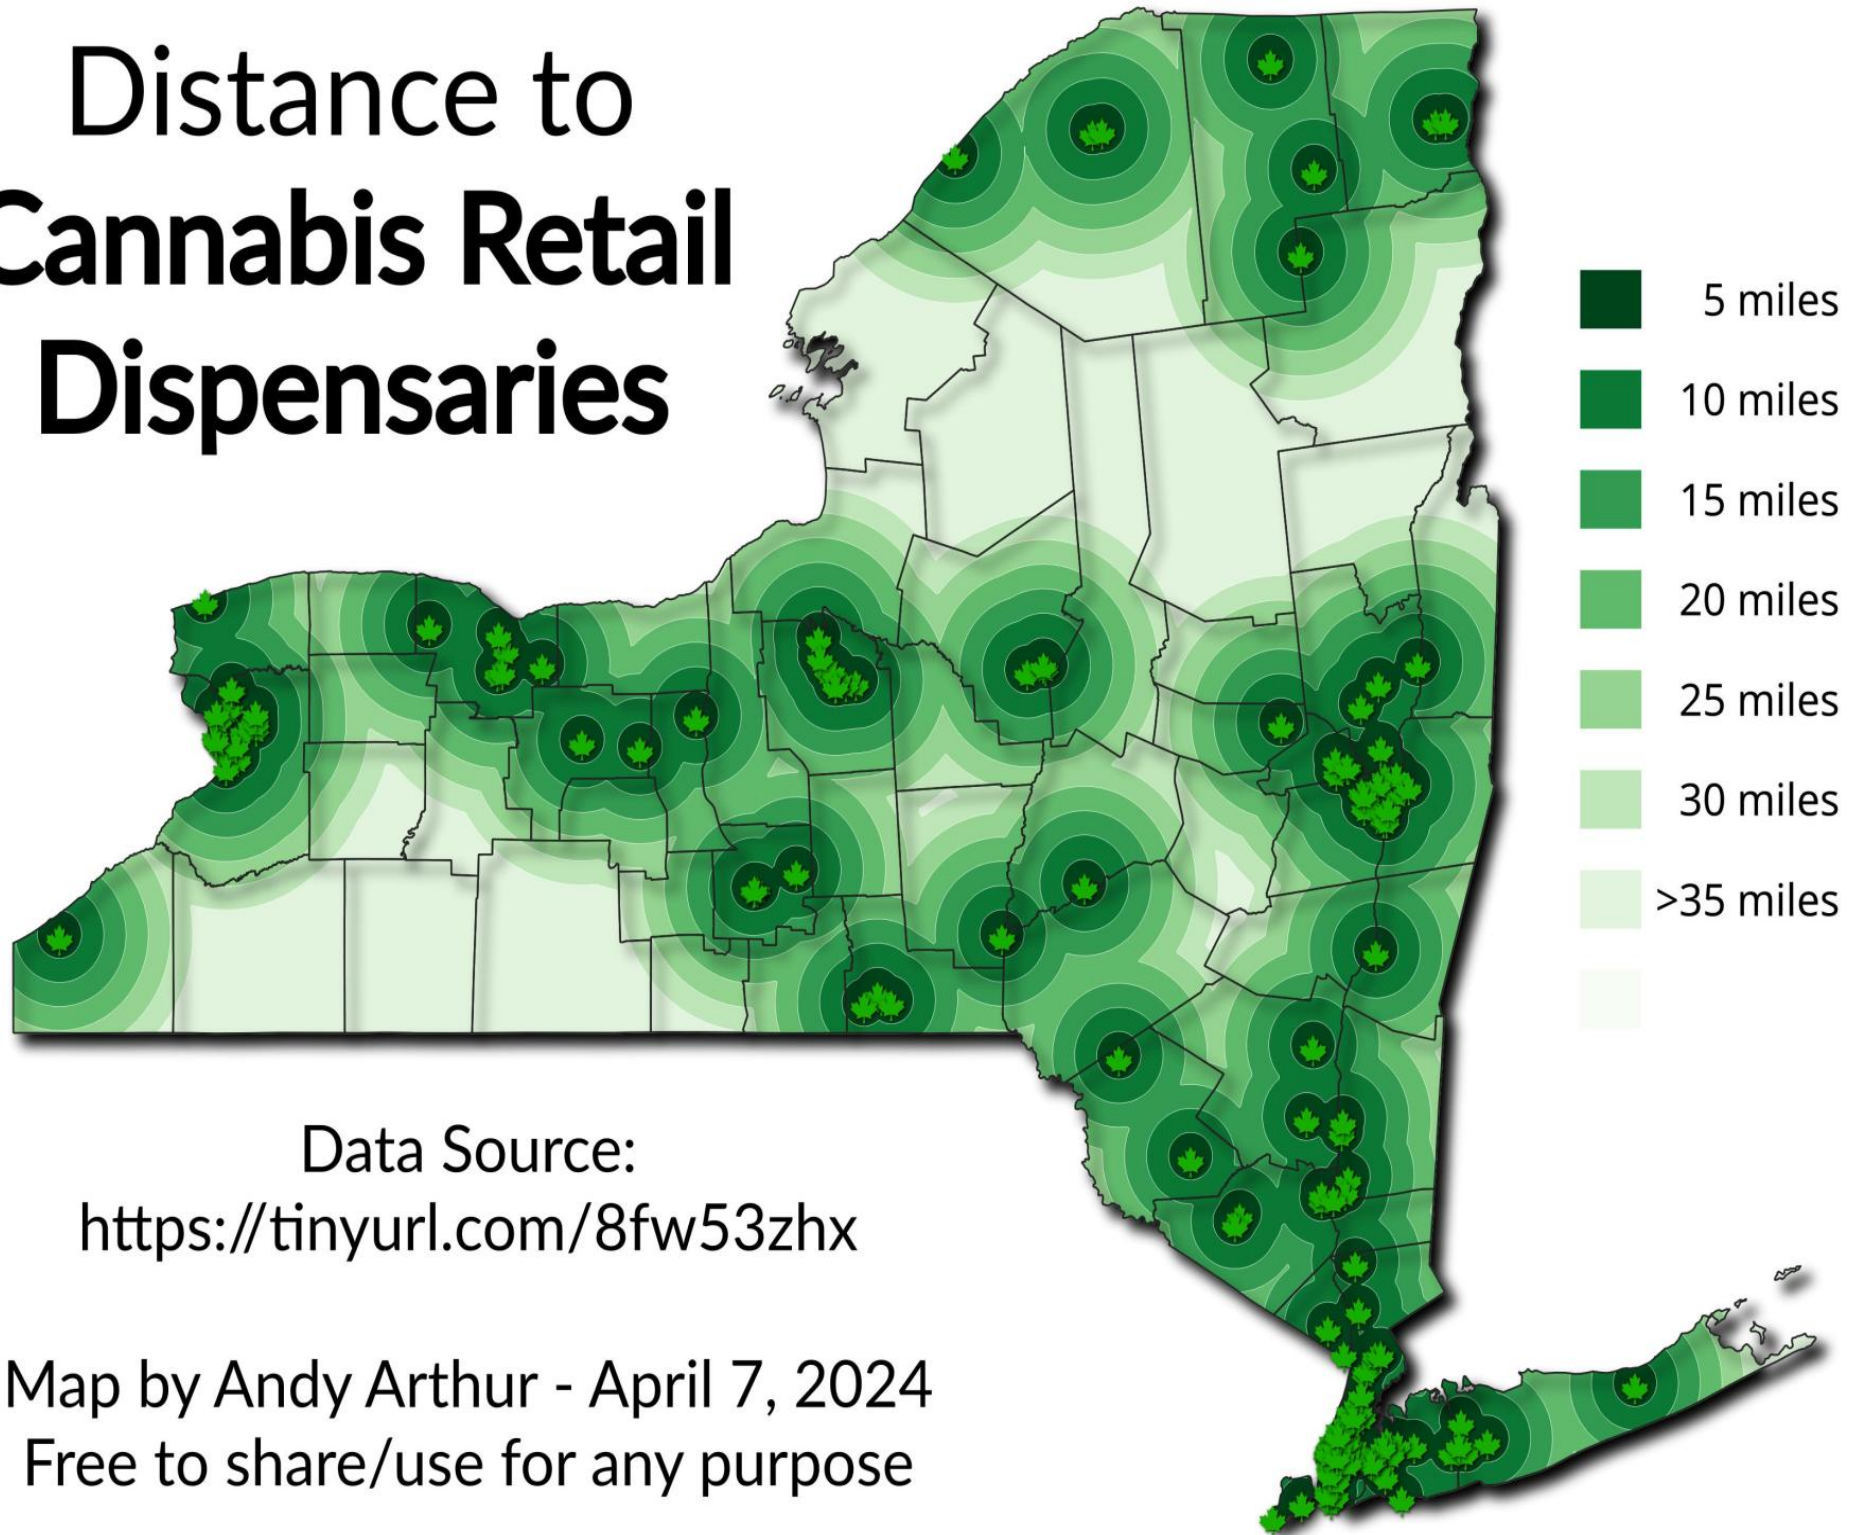 Distance to
Cannabis Retail
Dispensaries
5 miles
10 miles
15 miles
20 miles
25 miles
30 miles
>35 miles
Data Source:
https://tinyurl.com/8fw53zhx
Map by Andy Arthur - April 7, 2024
Free to share/use for any purpose